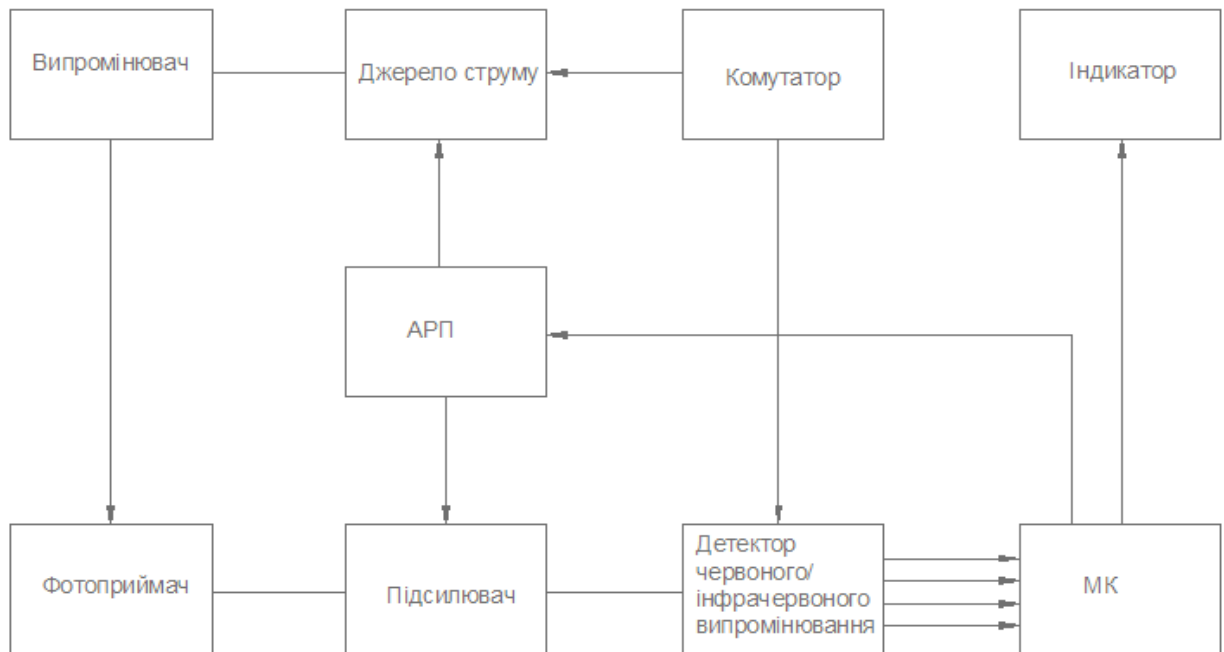 Випромінювач
Джерело струму
Комутатор
Індикатор
АРП
Фотоприймач
Підсилювач
Детектор
червоного/
інфрачервоного
випромінювання
МК